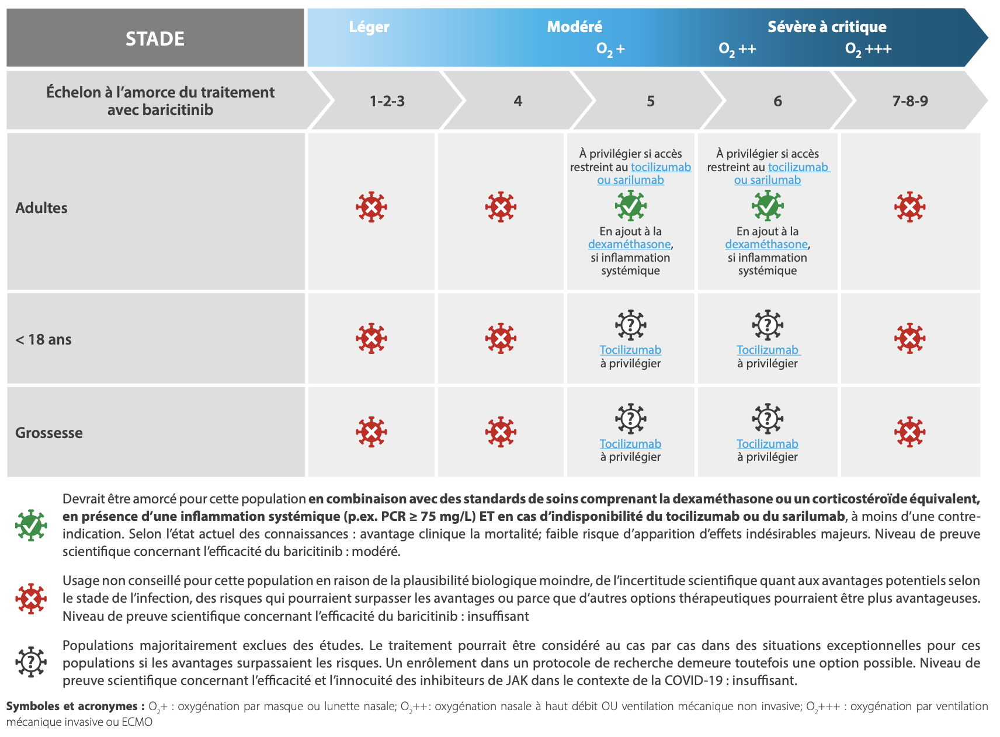 STADE
Léger
Modéré
Sévère à critique
O2 +
O2 ++
O2 +++
Échelon à l’amorce du traitement
avec baricitinib
1-2-3
4
5
6
7-8-9
Adultes
À privilégier si accès
restreint au tocilizumab
ou sarilumab
En ajout à la
dexaméthasone,
si inflammation
systémique
À privilégier si accès
restreint au tocilizumab
ou sarilumab
En ajout à la
dexaméthasone,
si inflammation
systémique
< 18 ans
?
Tocilizumab
à privilégier
?
Tocilizumab
à privilégier
Grossesse
?
Tocilizumab
à privilégier
?
Tocilizumab
à privilégier
Devrait être amorcé pour cette population en combinaison avec des standards de soins comprenant la dexaméthasone ou un corticostéroïde équivalent,
en présence d’une inflammation systémique (p.ex. PCR ≥ 75 mg/L) ET en cas d’indisponibilité du tocilizumab ou du sarilumab, à moins d’une contre-
indication. Selon l’état actuel des connaissances : avantage clinique la mortalité; faible risque d’apparition d’effets indésirables majeurs. Niveau de preuve
scientifique concernant l’efficacité du baricitinib : modéré.
Usage non conseillé pour cette population en raison de la plausibilité biologique moindre, de l’incertitude scientifique quant aux avantages potentiels selon
le stade de l’infection, des risques qui pourraient surpasser les avantages ou parce que d’autres options thérapeutiques pourraient être plus avantageuses.
Niveau de preuve scientifique concernant l’efficacité du baricitinib : insuffisant
?
Populations majoritairement exclues des études. Le traitement pourrait être considéré au cas par cas dans des situations exceptionnelles pour ces
populations si les avantages surpassaient les risques. Un enrôlement dans un protocole de recherche demeure toutefois une option possible. Niveau de
preuve scientifique concernant l’efficacité et l’innocuité des inhibiteurs de JAK dans le contexte de la COVID-19 : insuffisant.
Symboles et acronymes : O2+ : oxygénation par masque ou lunette nasale; O2++: oxygénation nasale à haut débit OU ventilation mécanique non invasive; O2+++ : oxygénation par ventilation
mécanique invasive ou ECMO